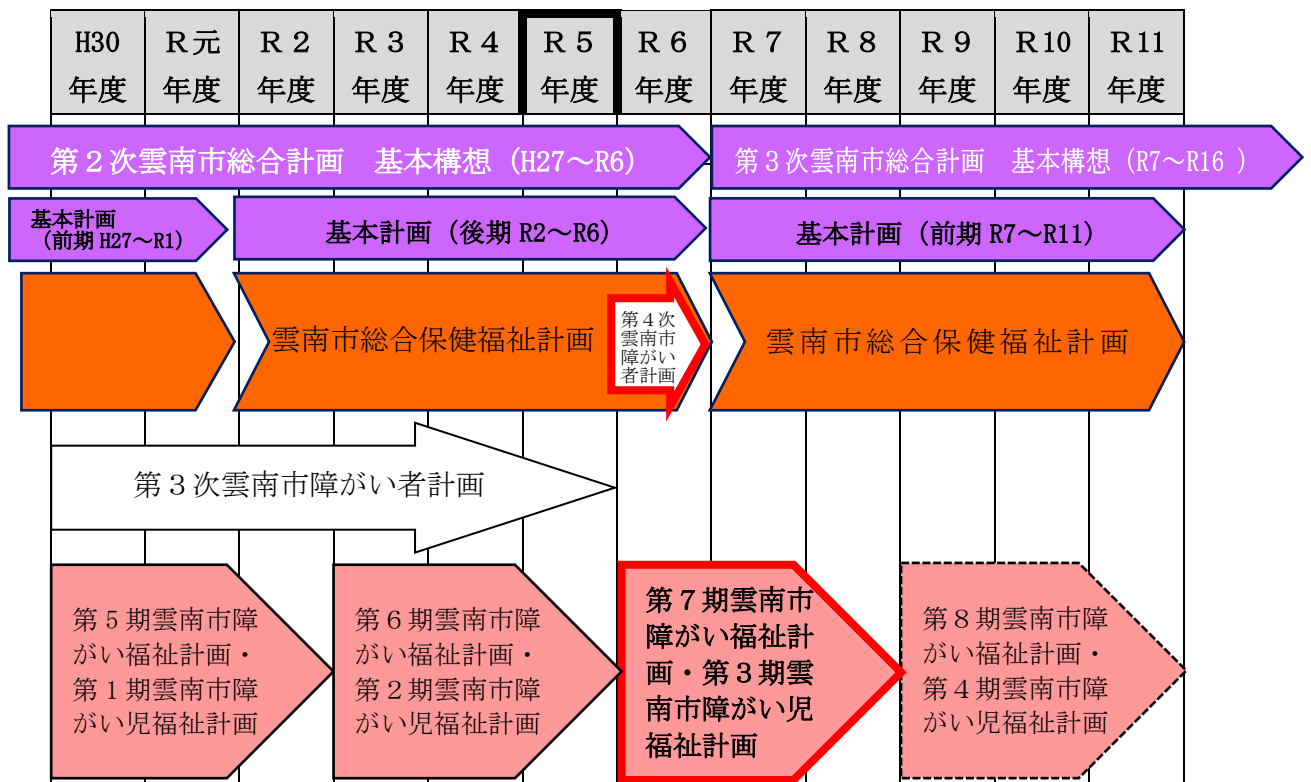 H30 R元 R２ R３ R４ R５ R６ R７ R８ R９ R10 R11
年度 年度 年度 年度 年度 年度 年度 年度 年度 年度 年度 年度
第２次雲南市総合計画　基本構想（H27～R6）
第３次雲南市総合計画　基本構想（R7～R16 ）
基本計画
（前期 H27～R1）
基本計画（後期 R2～R6）
基本計画（前期 R7～R11）
雲南市総合保健福祉計画
第４次
雲南市
障がい
者計画
雲南市総合保健福祉計画
第３次雲南市障がい者計画
第５期雲南市障
がい福祉計画・
第１期雲南市障
がい児福祉計画
第６期雲南市障
がい福祉計画・
第２期雲南市障
がい児福祉計画
第７期雲南市
障がい福祉計
画・第３期雲
南市障がい児
福祉計画
第８期雲南市障
がい福祉計画・
第４期雲南市障
がい児福祉計画